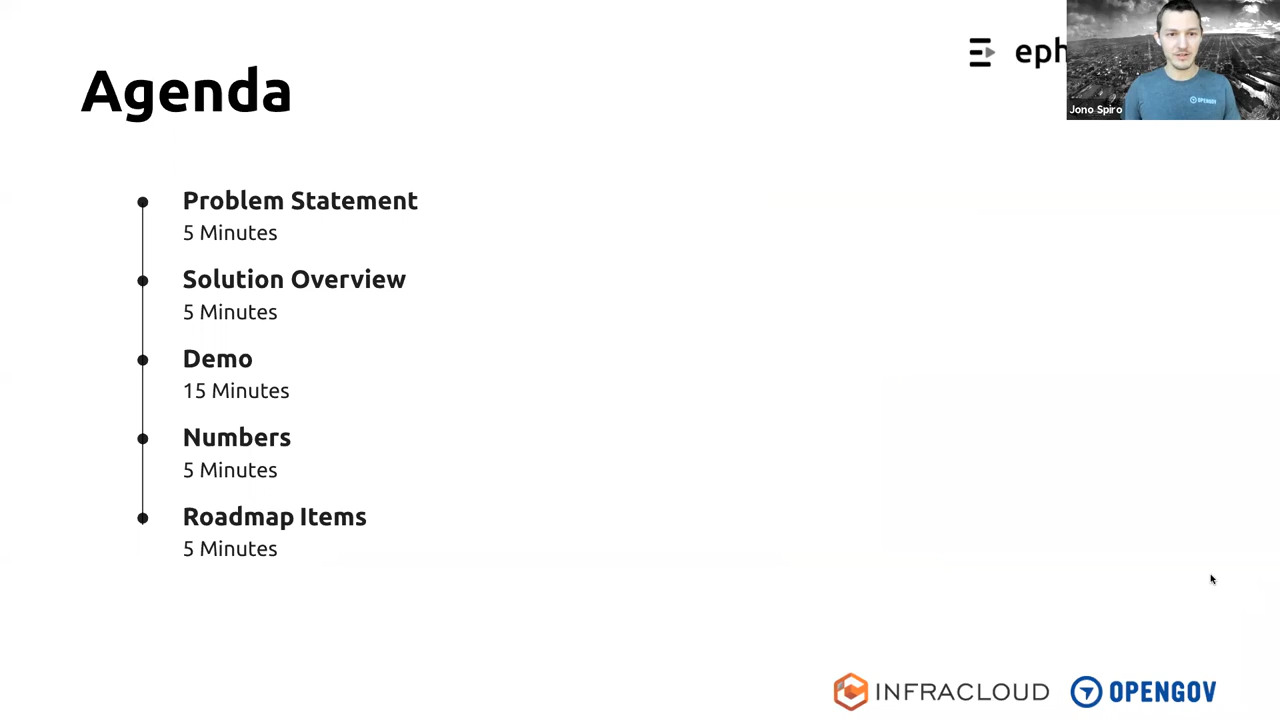 Agenda
eph
Jono Spiro
OPENGOV
Problem Statement
5 Minutes
Solution Overview
5 Minutes
Demo
15 Minutes
Numbers
5 Minutes
Roadmap Items
5 Minutes
INFRACLOUD
OPENGOV